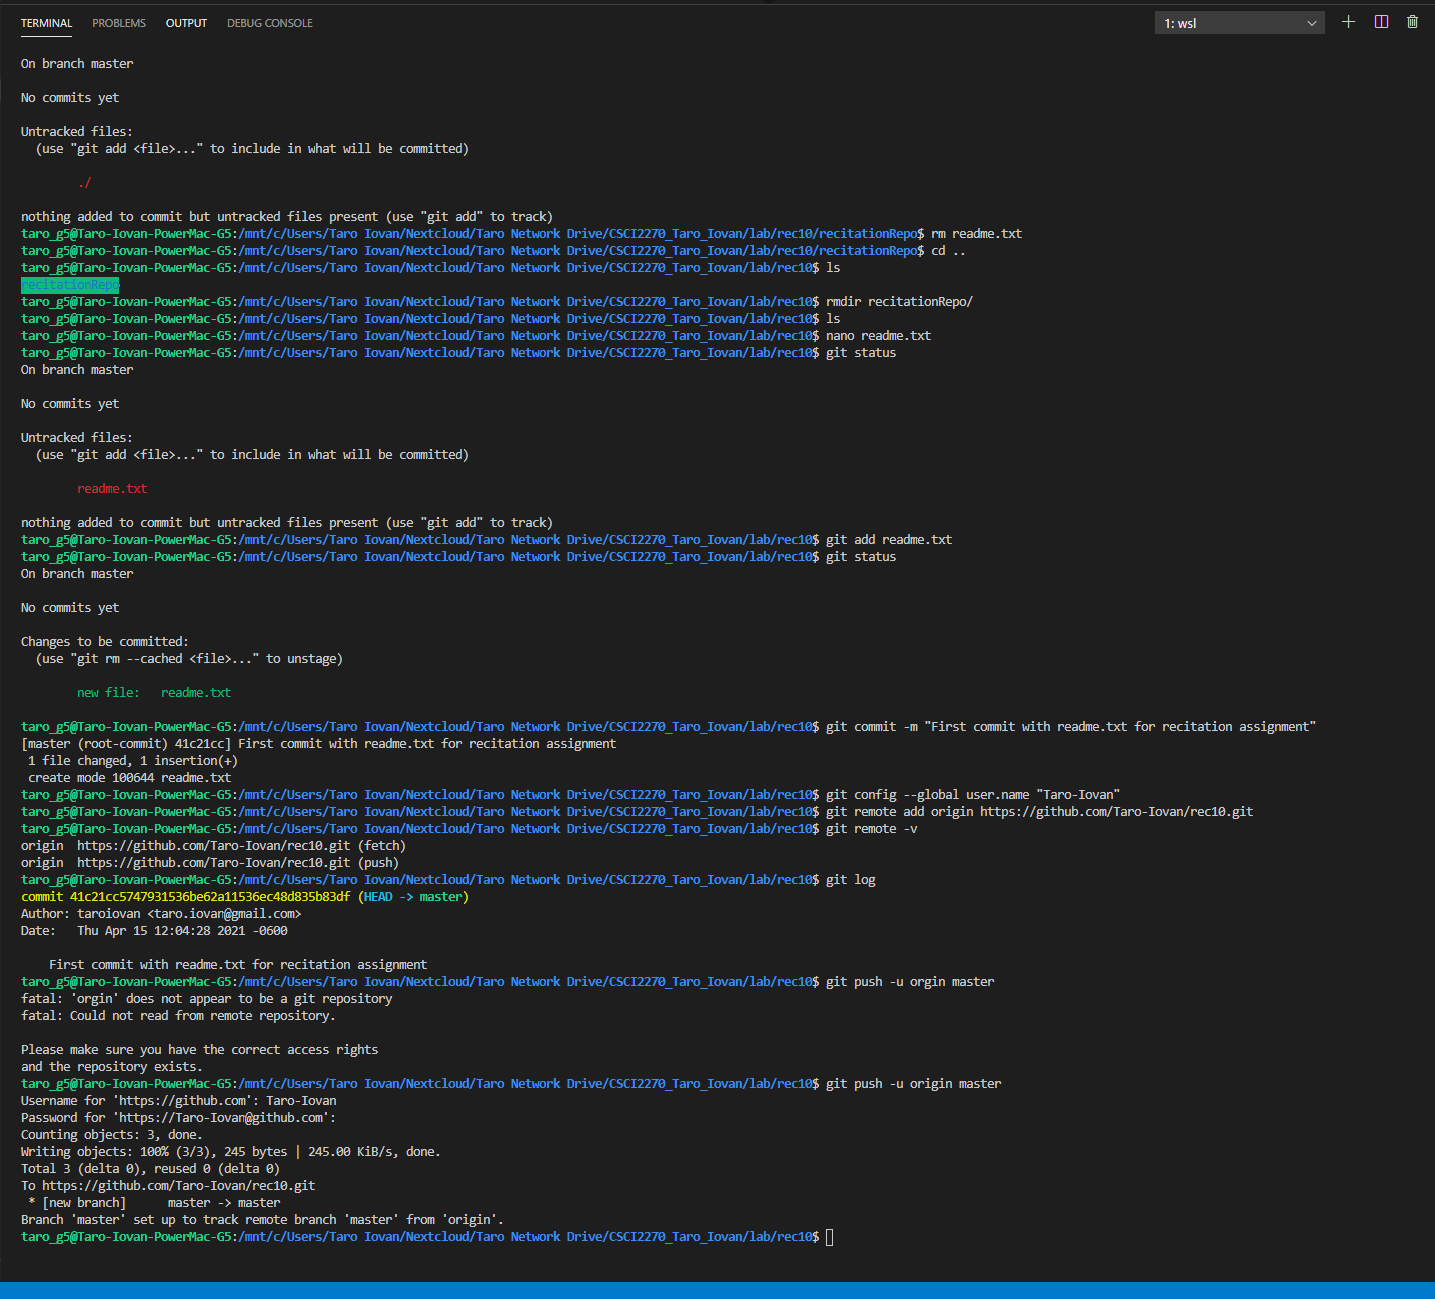 TERMINAL PROBLEMS OUTPUT DEBUG CONSOLE 1: wsl
On branch master
No commits yet
Untracked files:
  (use "git add <file>..." to include in what will be committed)
        ./
nothing added to commit but untracked files present (use "git add" to track)
taro_g5@Taro-Iovan-PowerMac-G5:/mnt/c/Users/Taro Iovan/Nextcloud/Taro Network Drive/CSCI2270_Taro_Iovan/lab/rec10/recitationRepo$ rm readme.txt
taro_g5@Taro-Iovan-PowerMac-G5:/mnt/c/Users/Taro Iovan/Nextcloud/Taro Network Drive/CSCI2270_Taro_Iovan/lab/rec10/recitationRepo$ cd ..
taro_g5@Taro-Iovan-PowerMac-G5:/mnt/c/Users/Taro Iovan/Nextcloud/Taro Network Drive/CSCI2270_Taro_Iovan/lab/rec10$ ls
recitationRepo
taro_g5@Taro-Iovan-PowerMac-G5:/mnt/c/Users/Taro Iovan/Nextcloud/Taro Network Drive/CSCI2270_Taro_Iovan/lab/rec10$ rmdir recitationRepo/
taro_g5@Taro-Iovan-PowerMac-G5:/mnt/c/Users/Taro Iovan/Nextcloud/Taro Network Drive/CSCI2270_Taro_Iovan/lab/rec10$ ls
taro_g5@Taro-Iovan-PowerMac-G5:/mnt/c/Users/Taro Iovan/Nextcloud/Taro Network Drive/CSCI2270_Taro_Iovan/lab/rec10$ nano readme.txt
taro_g5@Taro-Iovan-PowerMac-G5:/mnt/c/Users/Taro Iovan/Nextcloud/Taro Network Drive/CSCI2270_Taro_Iovan/lab/rec10$ git status
On branch master
No commits yet
Untracked files:
  (use "git add <file>..." to include in what will be committed)
        readme.txt
nothing added to commit but untracked files present (use "git add" to track)
taro_g5@Taro-Iovan-PowerMac-G5:/mnt/c/Users/Taro Iovan/Nextcloud/Taro Network Drive/CSCI2270_Taro_Iovan/lab/rec10$ git add readme.txt
taro_g5@Taro-Iovan-PowerMac-G5:/mnt/c/Users/Taro Iovan/Nextcloud/Taro Network Drive/CSCI2270_Taro_Iovan/lab/rec10$ git status
On branch master
No commits yet
Changes to be committed:
  (use "git rm --cached <file>..." to unstage)
        new file:   readme.txt
taro_g5@Taro-Iovan-PowerMac-G5:/mnt/c/Users/Taro Iovan/Nextcloud/Taro Network Drive/CSCI2270_Taro_Iovan/lab/rec10$ git commit -m "First commit with readme.txt for recitation assignment"
[master (root-commit) 41c21cc] First commit with readme.txt for recitation assignment
 1 file changed, 1 insertion(+)
 create mode 100644 readme.txt
taro_g5@Taro-Iovan-PowerMac-G5:/mnt/c/Users/Taro Iovan/Nextcloud/Taro Network Drive/CSCI2270_Taro_Iovan/lab/rec10$ git config --global user.name "Taro-Iovan"
taro_g5@Taro-Iovan-PowerMac-G5:/mnt/c/Users/Taro Iovan/Nextcloud/Taro Network Drive/CSCI2270_Taro_Iovan/lab/rec10$ git remote add origin https://github.com/Taro-Iovan/rec10.git
taro_g5@Taro-Iovan-PowerMac-G5:/mnt/c/Users/Taro Iovan/Nextcloud/Taro Network Drive/CSCI2270_Taro_Iovan/lab/rec10$ git remote -v
origin  https://github.com/Taro-Iovan/rec10.git (fetch)
origin  https://github.com/Taro-Iovan/rec10.git (push)
taro_g5@Taro-Iovan-PowerMac-G5:/mnt/c/Users/Taro Iovan/Nextcloud/Taro Network Drive/CSCI2270_Taro_Iovan/lab/rec10$ git log
commit 41c21cc5747931536be62a11536ec48d835b83df (HEAD -> master)
Author: taroiovan <taro.iovan@gmail.com>
Date:   Thu Apr 15 12:04:28 2021 -0600
    First commit with readme.txt for recitation assignment
taro_g5@Taro-Iovan-PowerMac-G5:/mnt/c/Users/Taro Iovan/Nextcloud/Taro Network Drive/CSCI2270_Taro_Iovan/lab/rec10$ git push -u orgin master
fatal: 'orgin' does not appear to be a git repository
fatal: Could not read from remote repository.
Please make sure you have the correct access rights
and the repository exists.
taro_g5@Taro-Iovan-PowerMac-G5:/mnt/c/Users/Taro Iovan/Nextcloud/Taro Network Drive/CSCI2270_Taro_Iovan/lab/rec10$ git push -u origin master
Username for 'https://github.com': Taro-Iovan
Password for 'https://Taro-Iovan@github.com':
Counting objects: 3, done.
Writing objects: 100% (3/3), 245 bytes | 245.00 KiB/s, done.
Total 3 (delta 0), reused 0 (delta 0)
To https://github.com/Taro-Iovan/rec10.git
 * [new branch]      master -> master
Branch 'master' set up to track remote branch 'master' from 'origin'.
taro_g5@Taro-Iovan-PowerMac-G5:/mnt/c/Users/Taro Iovan/Nextcloud/Taro Network Drive/CSCI2270_Taro_Iovan/lab/rec10$